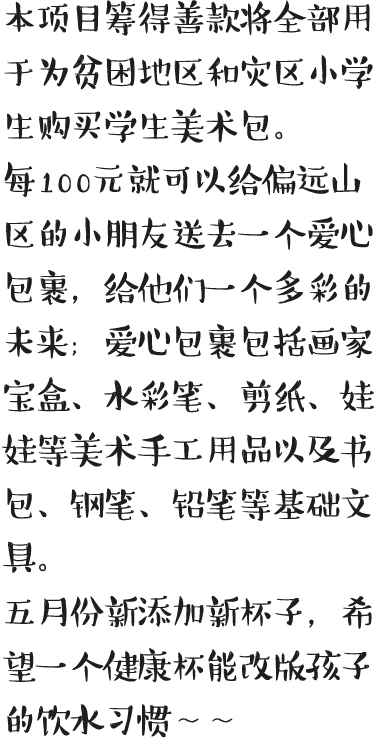 本项目筹得善款将全部用
于为贫困地区和灾区小学
生购买学生美术包。
每100元就可以给偏远山
区的小朋友送去一个爱心
包裹，给他们一个多彩的
未来；爱心包裹包括画家
宝盒、水彩笔、剪纸、娃
娃等美术手工用品以及书
包、钢笔、铅笔等基础文
具。
五月份新添加新杯子，希
望一个健康杯能改版孩子
的饮水习惯~~